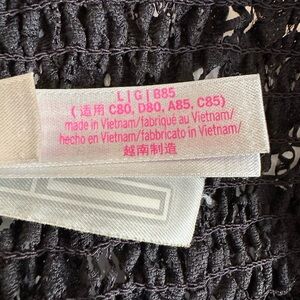 L | G | B85
(适用 C80, D80, A85, C85)
made in Vietnam/fabriqué au Vietnam/
hecho en Vietnam/fabbricato in Vietnam/
越南制造